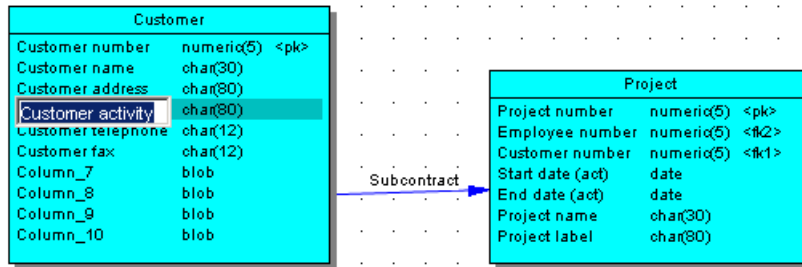 Customer
Customer number numeric(5) <pk>
Customer name char(30)
Customer address char(80)
Customer activity char(80)
Customer telephone char(12)
Customer fax char(12)
Column_7 blob
Column_8 blob
Column_9 blob
Column_10 blob
Subcontract
Project
Project number numeric(5) <pk>
Employee number numeric(5) <fk2>
Customer number numeric(5) <fk1>
Start date (act) date
End date (act) date
Project name char(30)
Project label char(80)